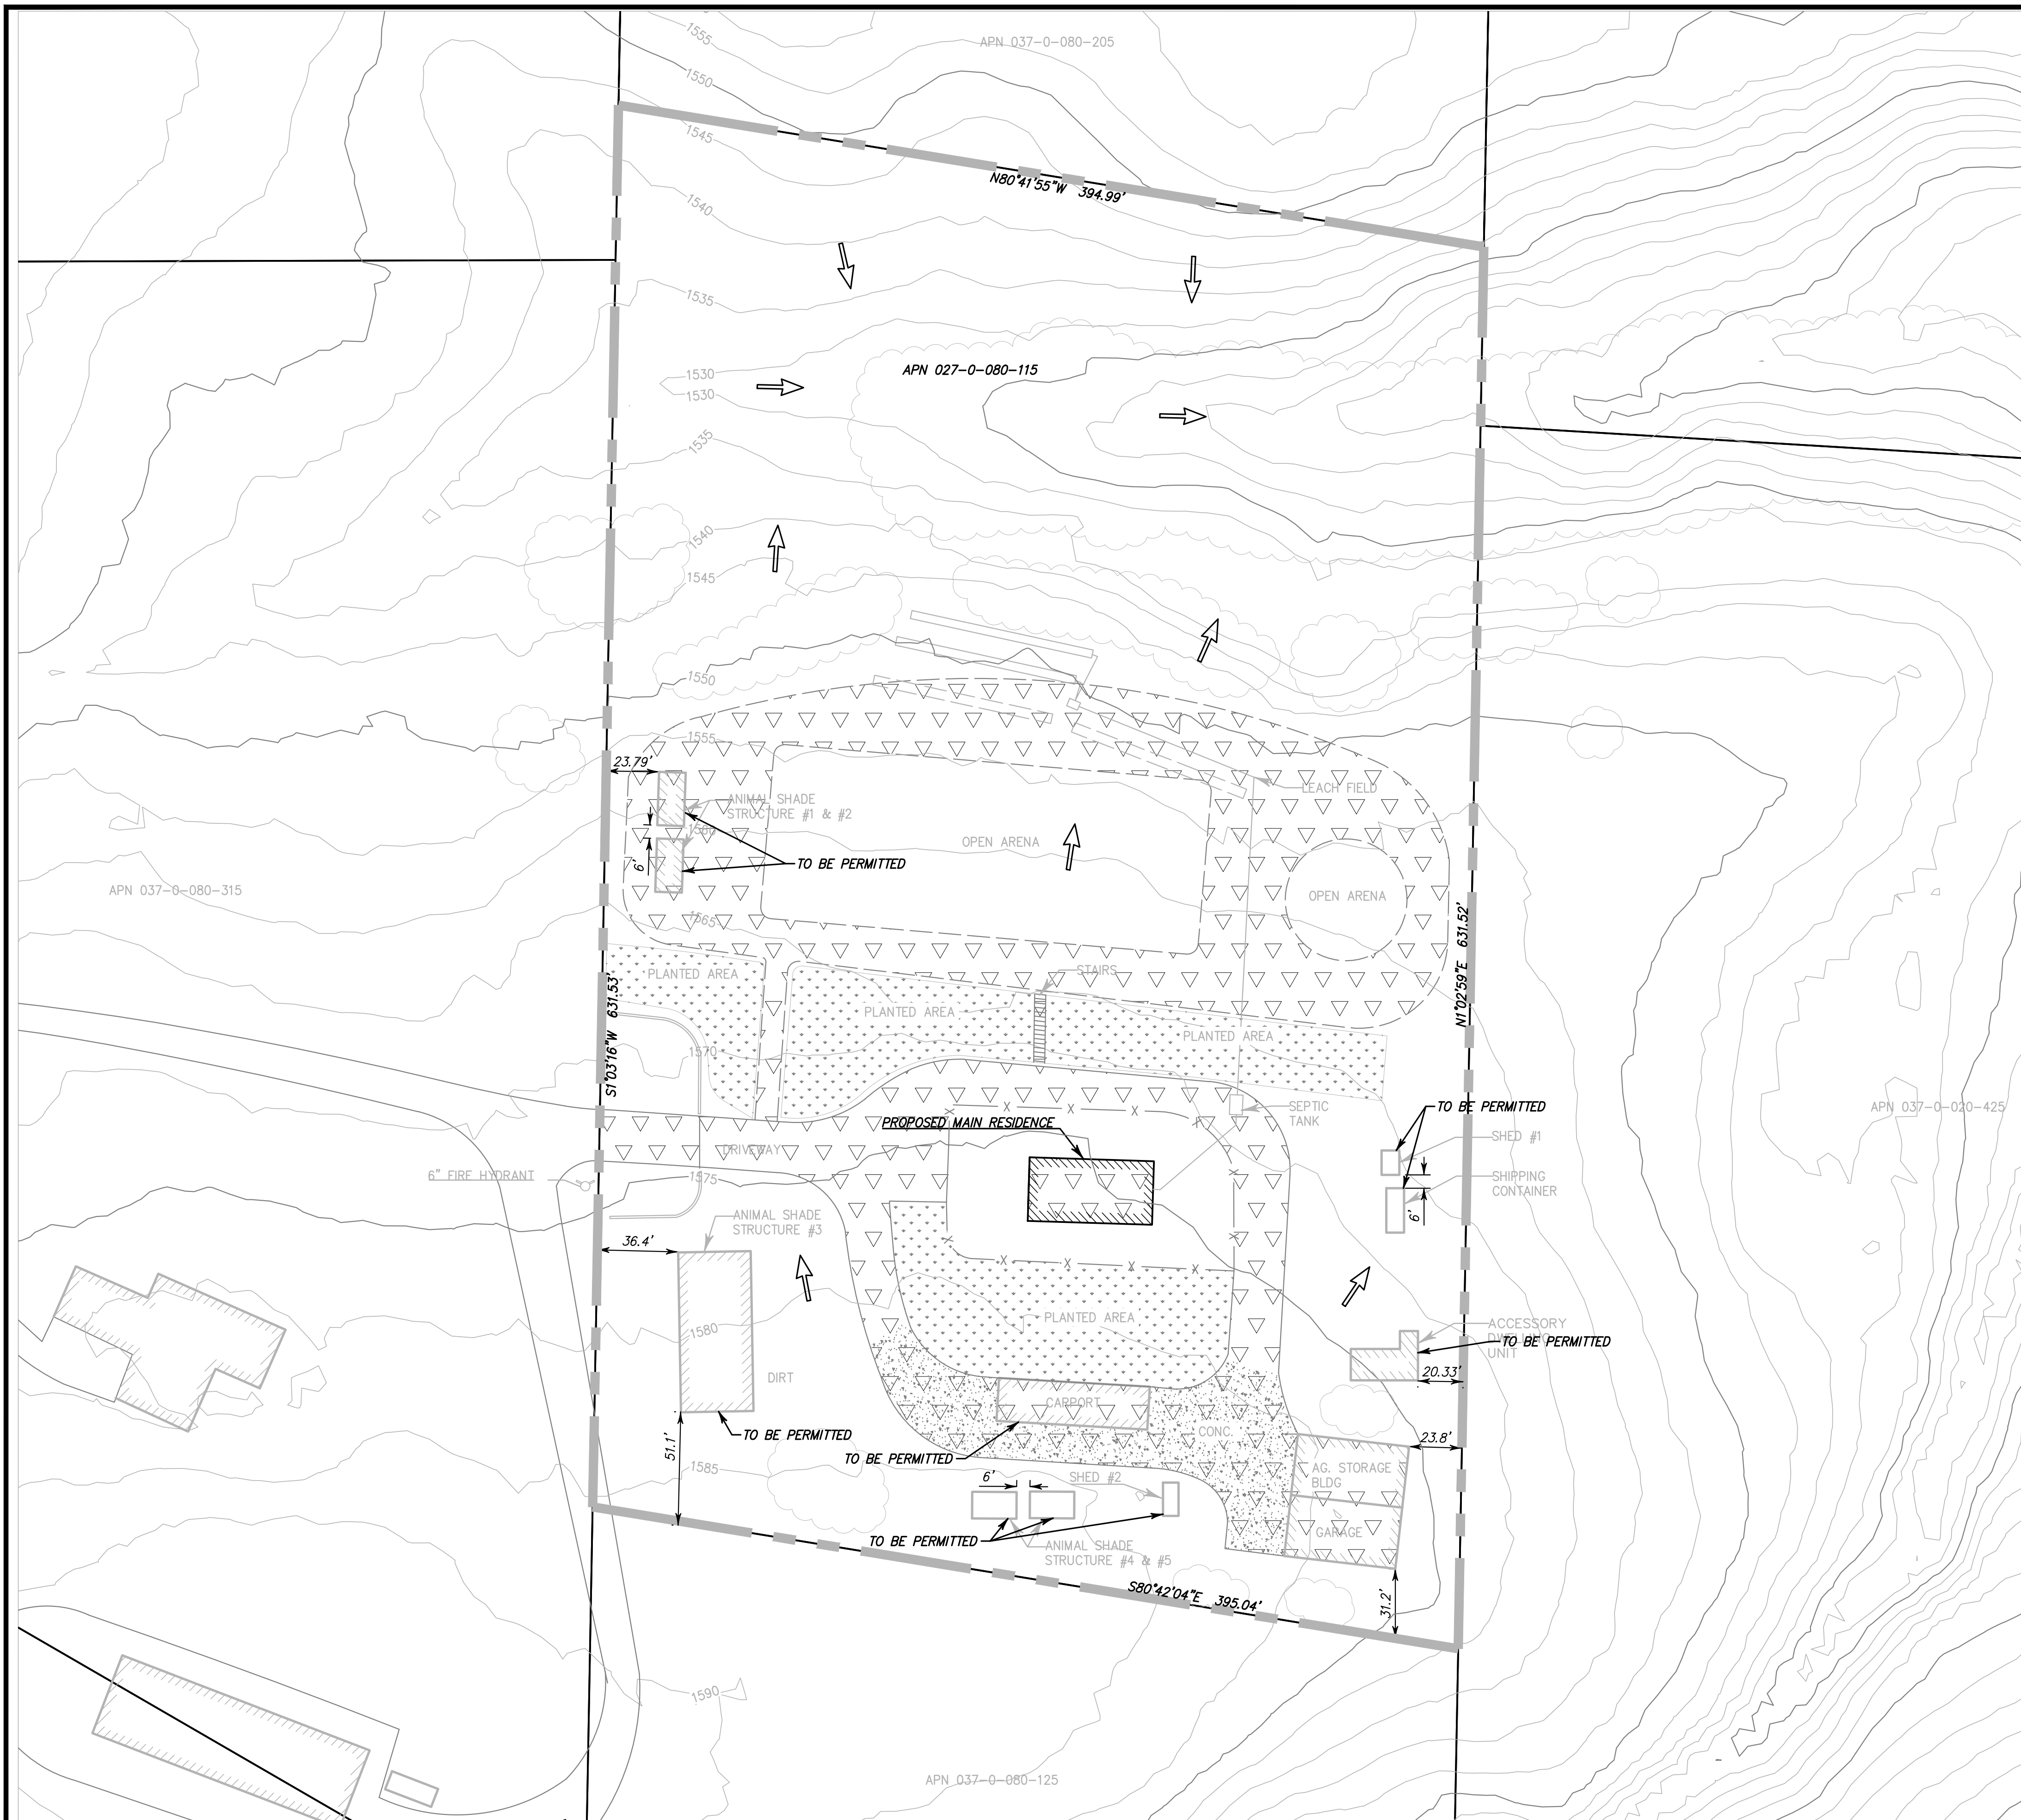 1555
APN 037-0-080-205
1550
1545
N80°41'55"W 394.99'
1540
1535
APN 027-0-080-115
1530
1530
1535
1540
1545
1550
1555
23.79'
ANIMAL SHADE
STRUCTURE #1 & #2
LEACH FIELD
1560
OPEN ARENA
6'
TO BE PERMITTED
APN 037-0-080-315
OPEN ARENA
1565
N1°02'59"E 631.52'
PLANTED AREA
STAIRS
S1°03'16"W 631.53'
PLANTED AREA
PLANTED AREA
1570
SEPTIC
TANK
TO BE PERMITTED
APN 037-0-020-425
PROPOSED MAIN RESIDENCE
SHED #1
DRIVEWAY
6" FIRE HYDRANT
1575
SHIPPING
CONTAINER
6'
ANIMAL SHADE
STRUCTURE #3
36.4'
PLANTED AREA
1580
ACCESSORY
DWELLING
UNIT
TO BE PERMITTED
20.33'
DIRT
CARPORT
TO BE PERMITTED
CONC.
23.8'
51.1'
TO BE PERMITTED
1585
AG. STORAGE
BLDG
6'
SHED #2
GARAGE
TO BE PERMITTED
ANIMAL SHADE
STRUCTURE #4 & #5
S80°42'04"E 395.04'
31.2'
1590
APN 037-0-080-125